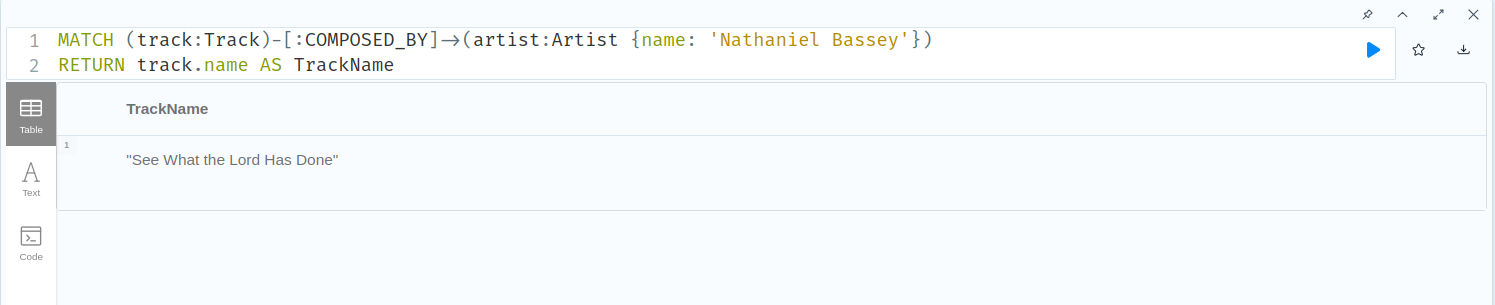 1 MATCH (track:Track)-[:COMPOSED_BY]->(artist:Artist {name: 'Nathaniel Bassey'})
2 RETURN track.name AS TrackName
Table
TrackName
1
"See What the Lord Has Done"
Text
Code